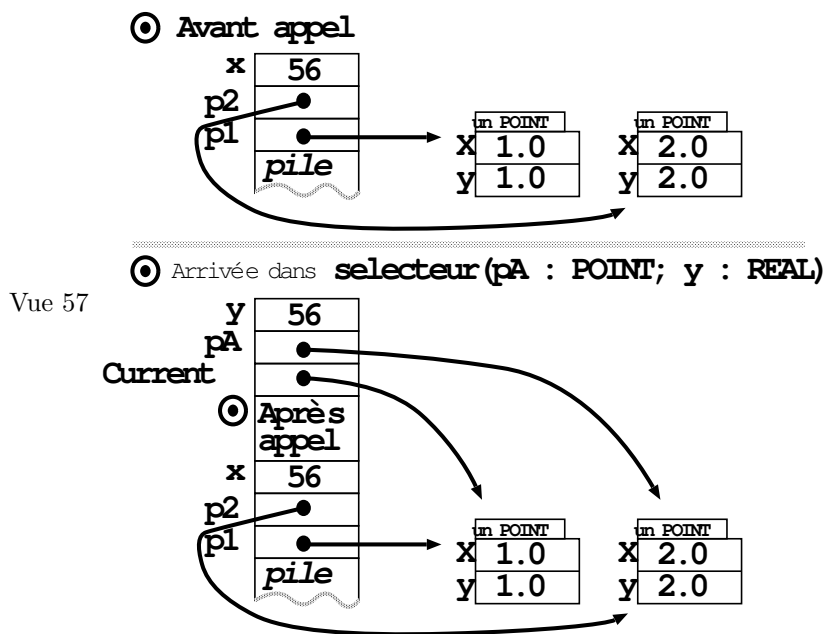 Avant appel
x 56
p2
p1
pile
un POINT
x 1.0
y 1.0
un POINT
x 2.0
y 2.0
Arrivée dans selecteur(pA : POINT; y : REAL)
Vue 57
y 56
pA
Current
Après
appel
x 56
p2
p1
pile
un POINT
x 1.0
y 1.0
un POINT
x 2.0
y 2.0